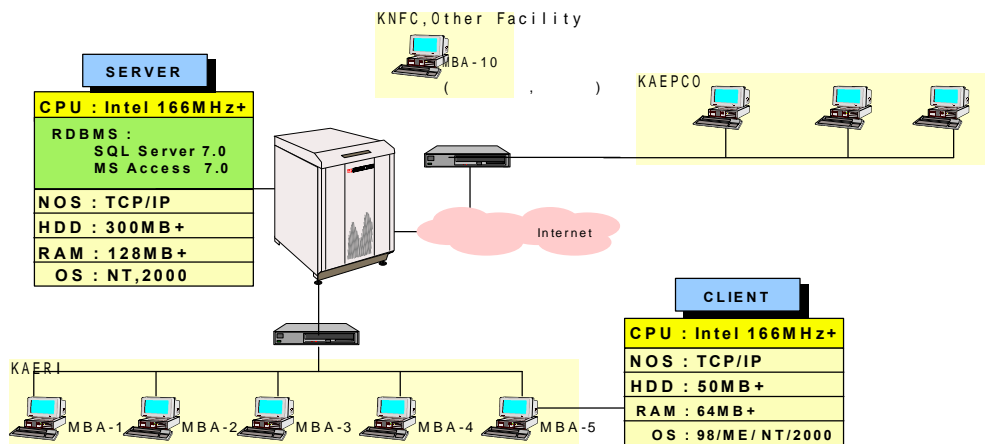 KNFC,Other Facility
MBA-10
( , )
KAEPCO
SERVER
CPU : Intel 166MHz+
RDBMS :
SQL Server 7.0
MS Access 7.0
NOS : TCP/IP
HDD : 300MB+
RAM : 128MB+
OS : NT,2000
Internet
CLIENT
CPU : Intel 166MHz+
NOS : TCP/IP
HDD : 50MB+
RAM : 64MB+
OS : 98/ME/NT/2000
KAERI
MBA-1
MBA-2
MBA-3
MBA-4
MBA-5